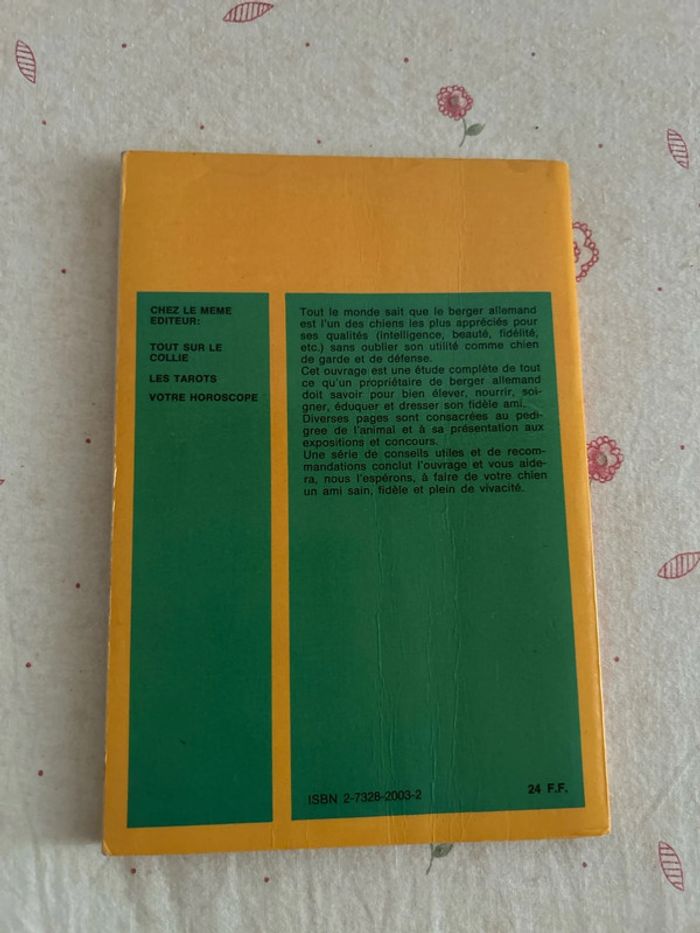 CHEZ LE MEME
EDITEUR:
TOUT SUR LE
COLLIE
LES TAROTS
VOTRE HOROSCOPE
Tout le monde sait que le berger allemand
est l'un des chiens les plus appréciés pour
ses qualités (intelligence, beauté, fidélité,
etc.) sans oublier son utilité comme chien
de garde et de défense.
Cet ouvrage est une étude complète de tout
ce qu'un propriétaire de berger allemand
doit savoir pour bien élever, nourrir, soi-
gner, éduquer et dresser son fidèle ami.
Diverses pages sont consacrées au pedi-
gree de l'animal et à sa présentation aux
expositions et concours.
Une série de conseils utiles et de recom-
mandations conclut l'ouvrage et vous aide-
ra, nous l'espérons, à faire de votre chien
un ami sain, fidèle et plein de vivacité.
ISBN 2-7328-2003-2
24 F.F.